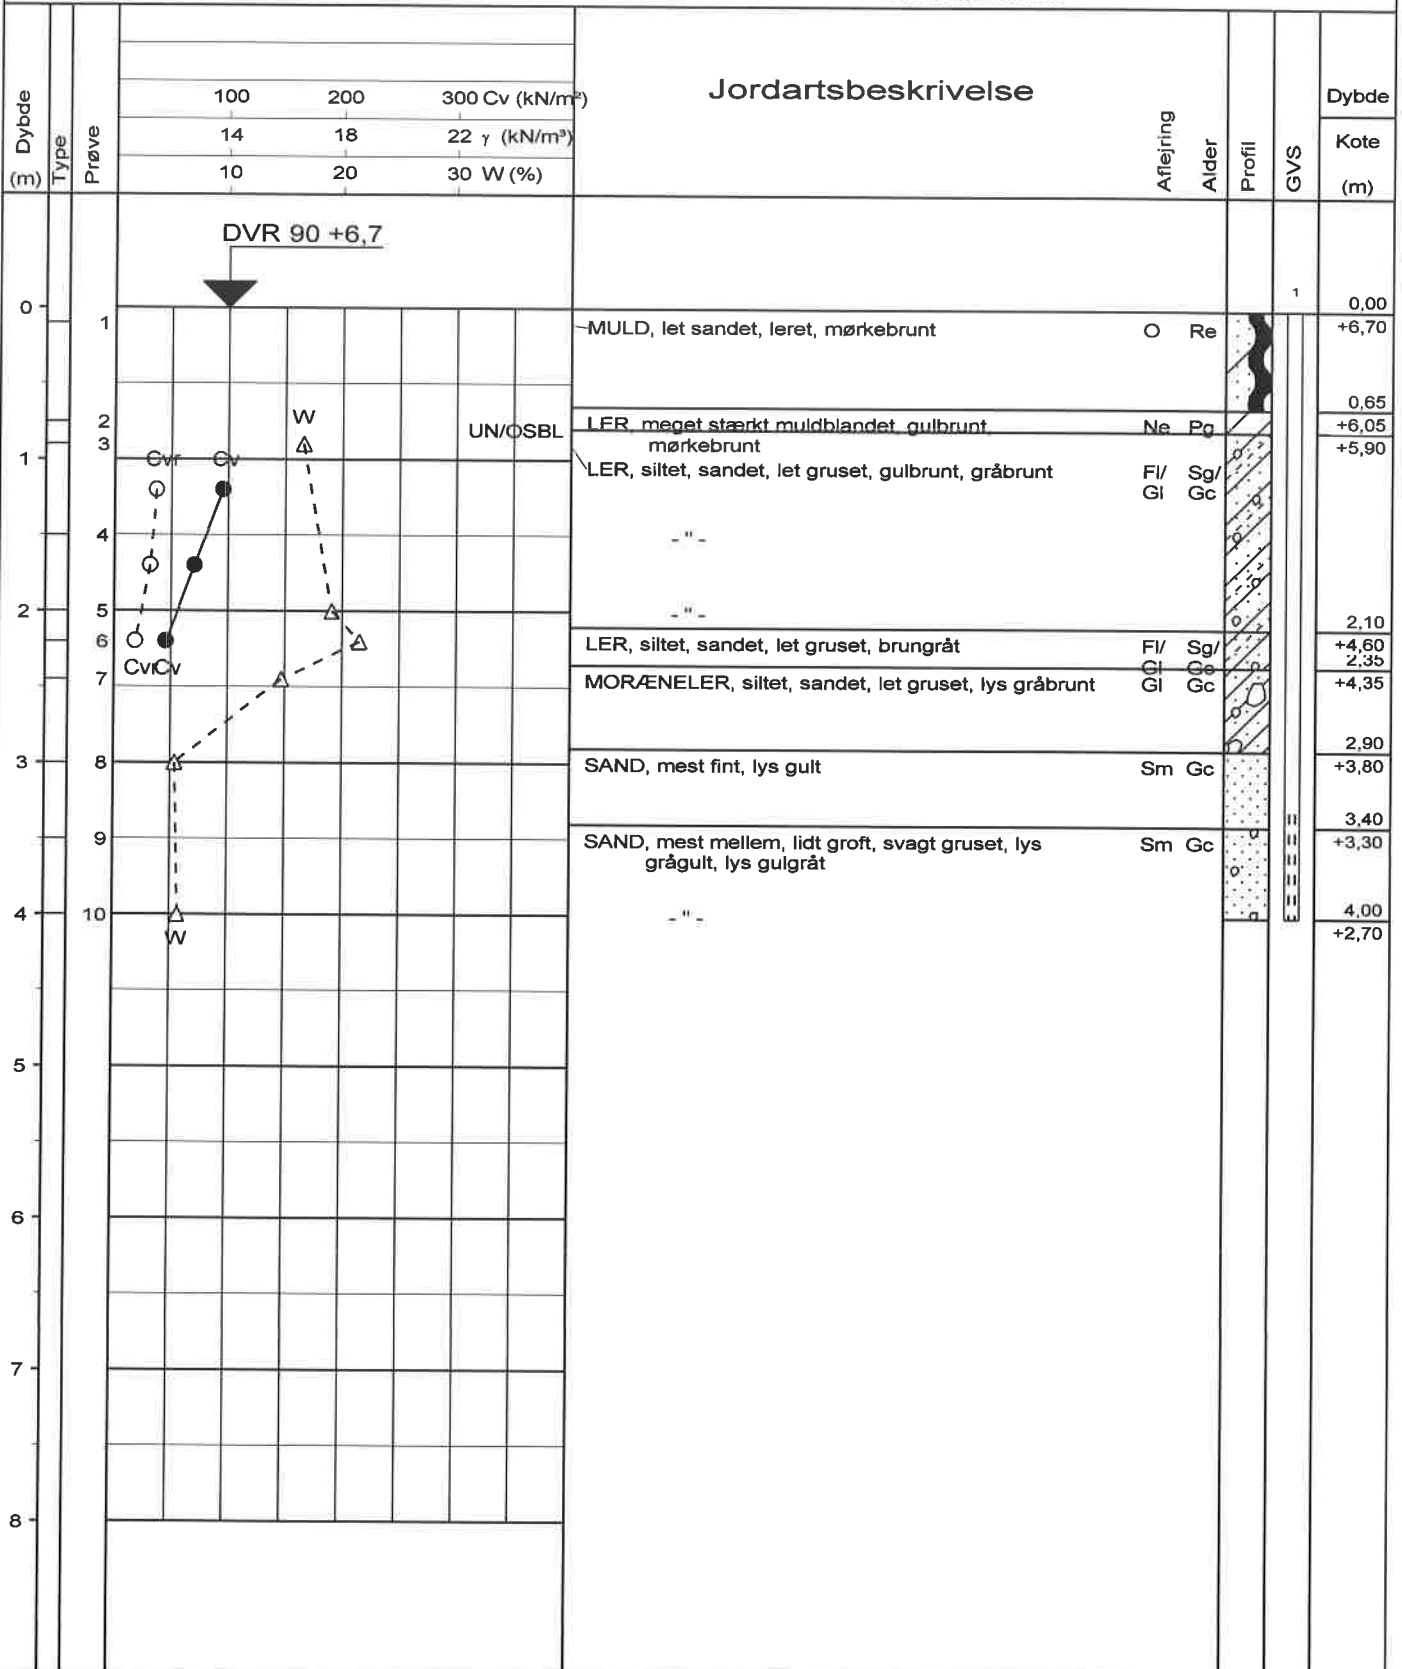 Dybde
(m)
Type
Prøve
100 200 300 Cv (kN/m²)
14 18 22 γ (kN/m³)
10 20 30 W (%)
Jordartsbeskrivelse
Aflejring
Alder
Profil
GVS
Dybde
Kote
(m)
DVR 90 +6,7
1
0 0,00
1 MULD, let sandet, leret, mørkebrunt O Re +6,70
0,65
2 W UN/OSBL LER, meget stærkt muldblandet, gulbrunt, Ne Pg +6,05
3 mørkebrunt +5,90
1 Cvr Cv LER, siltet, sandet, let gruset, gulbrunt, gråbrunt Fl/ Sg/
Gl Gc
4 - " -
2 5 - " - 2,10
6 LER, siltet, sandet, let gruset, brungråt Fl/ Sg/ +4,60
Cvr Cv Gl Gc 2,35
7 MORÆNELER, siltet, sandet, let gruset, lys gråbrunt Gl Gc +4,35
2,90
3 8 SAND, mest fint, lys gult Sm Gc +3,80
3,40
9 SAND, mest mellem, lidt groft, svagt gruset, lys Sm Gc +3,30
grågult, lys gulgråt
4 10 - " - 4,00
W +2,70
5
6
7
8